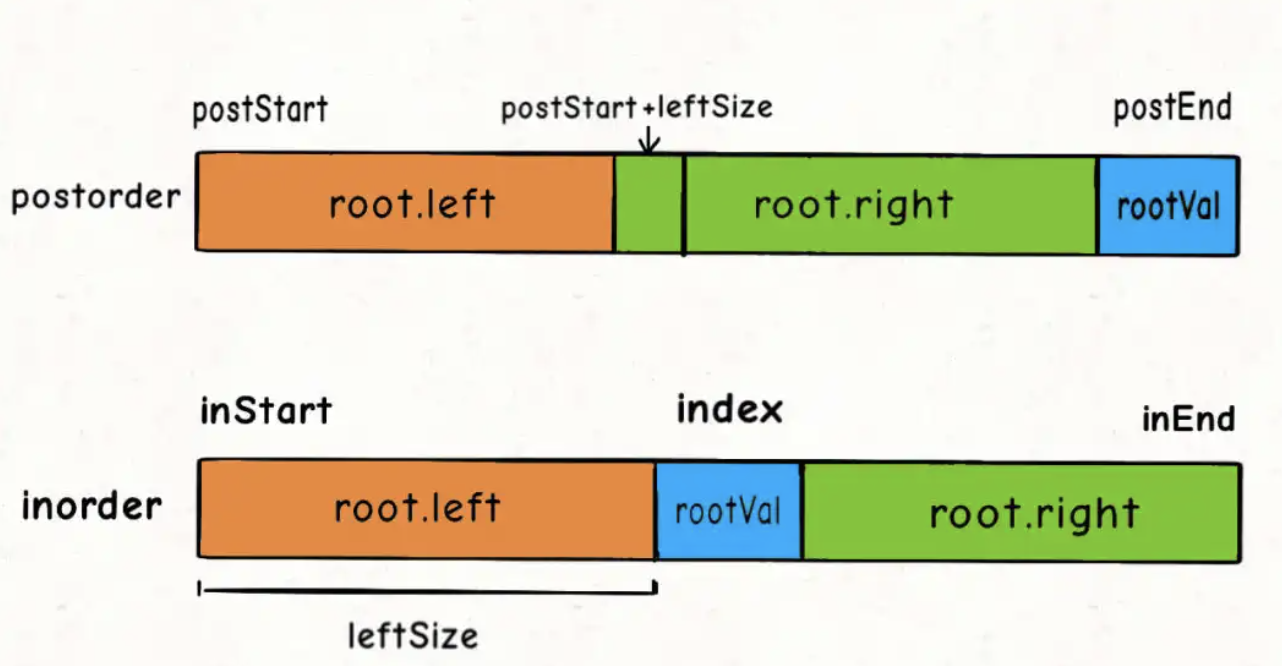 postStart postStart+leftSize postEnd
postorder root.left root.right rootVal
inStart index inEnd
inorder root.left rootVal root.right
leftSize